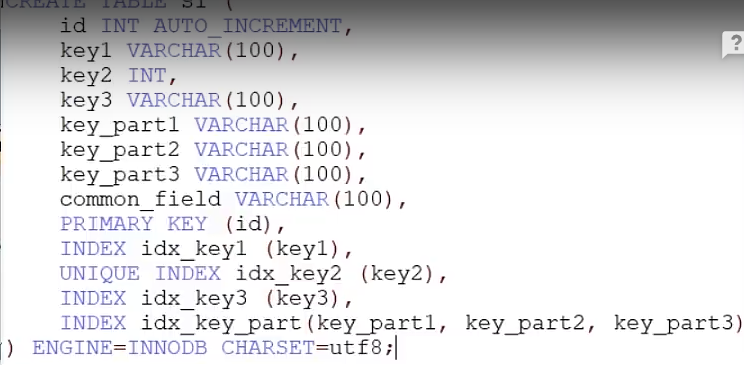 CREATE TABLE s1 (
id INT AUTO_INCREMENT,
key1 VARCHAR(100),
key2 INT,
key3 VARCHAR(100),
key_part1 VARCHAR(100),
key_part2 VARCHAR(100),
key_part3 VARCHAR(100),
common_field VARCHAR(100),
PRIMARY KEY (id),
INDEX idx_key1 (key1),
UNIQUE INDEX idx_key2 (key2),
INDEX idx_key3 (key3),
INDEX idx_key_part(key_part1, key_part2, key_part3)
) ENGINE=INNODB CHARSET=utf8;
?